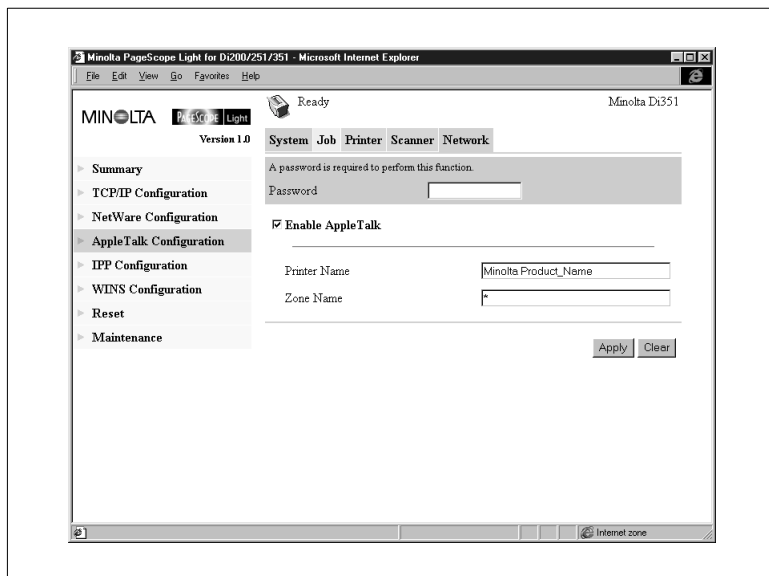 Minolta PageScope Light for Di200/251/351 - Microsoft Internet Explorer
File Edit View Go Favorites Help
MINOLTA PAGESCOPE Light
Version 1.0
Ready
Minolta Di351
System Job Printer Scanner Network
Summary
TCP/IP Configuration
NetWare Configuration
AppleTalk Configuration
IPP Configuration
WINS Configuration
Reset
Maintenance
A password is required to perform this function.
Password
Enable AppleTalk
Printer Name Minolta Product_Name
Zone Name *
Apply Clear
Internet zone